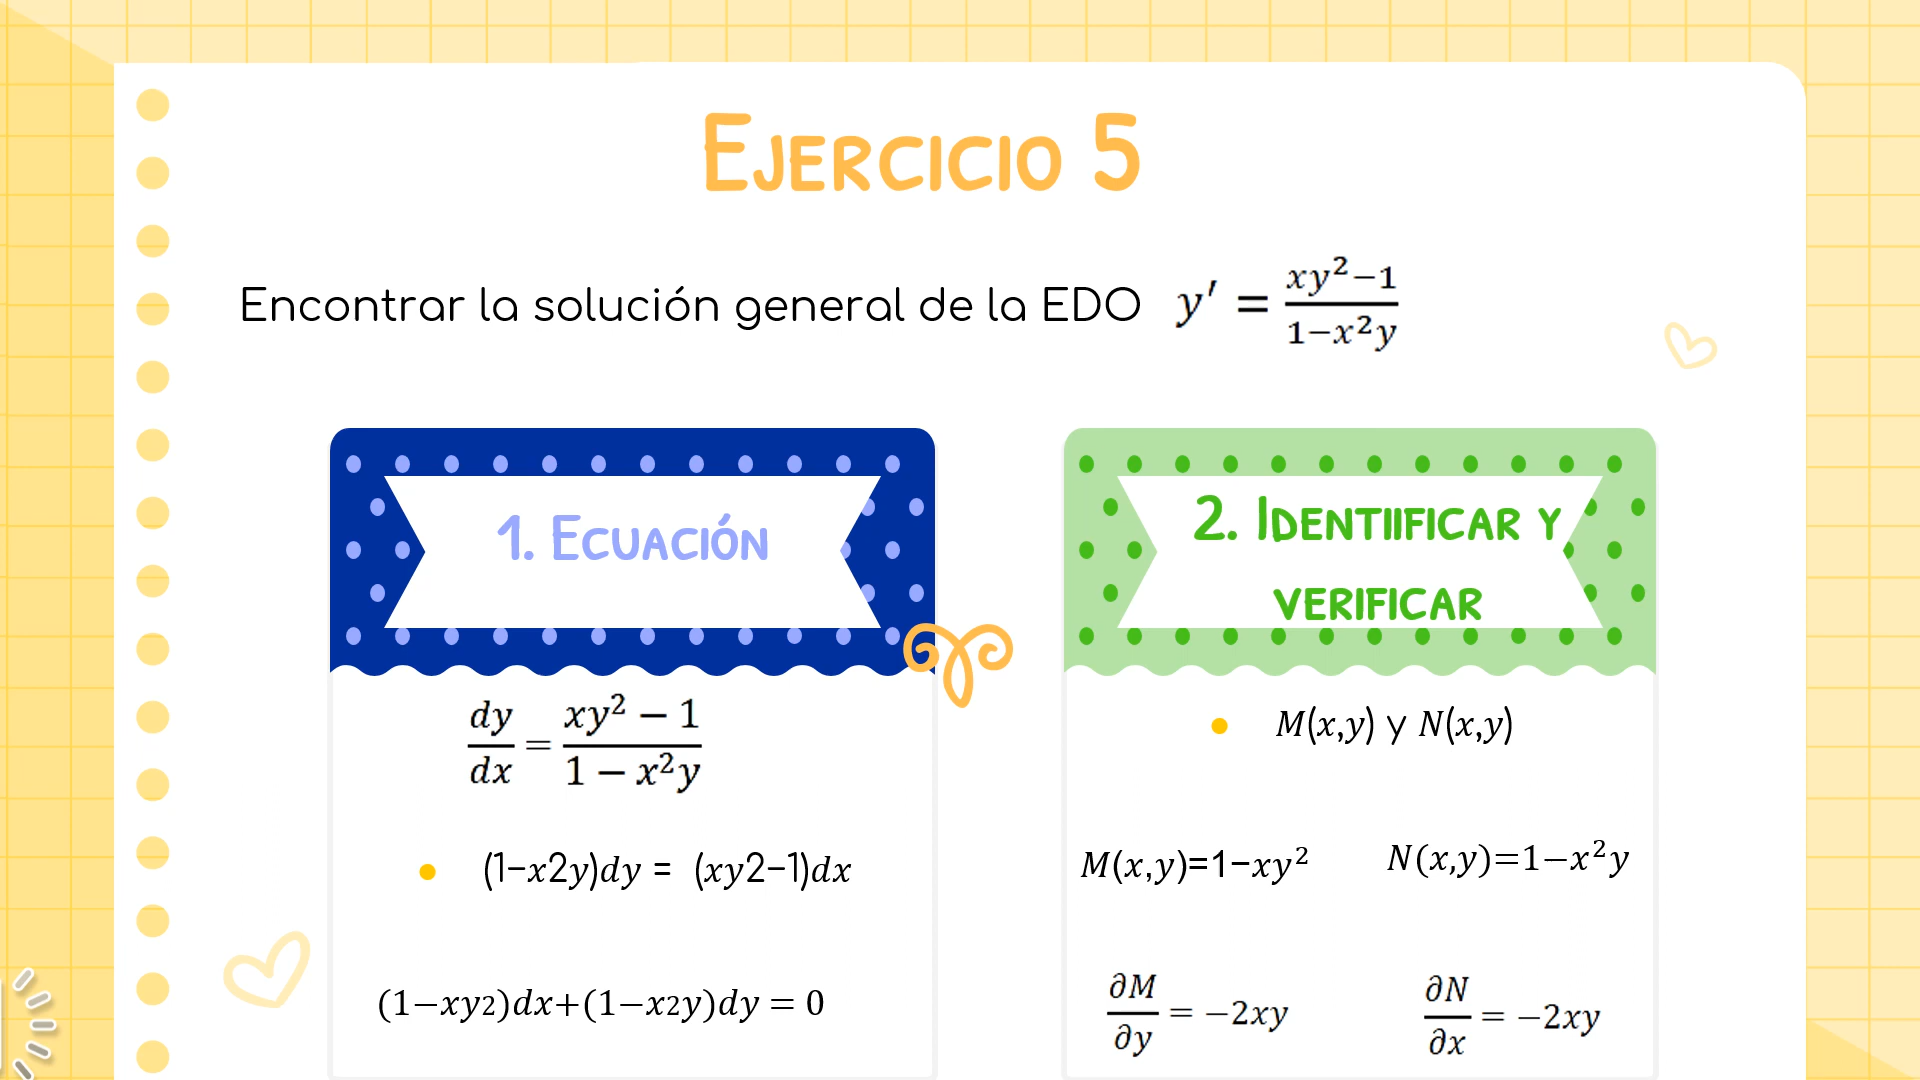 Ejercicio 5
Encontrar la solución general de la EDO y′ = xy²−1 / 1−x²y
1. Ecuación
dy/dx = xy² − 1 / 1 − x²y
(1−x2y)dy = (xy2−1)dx
(1−xy2)dx+(1−x2y)dy = 0
2. Identiificar y
verificar
M(x,y) y N(x,y)
M(x,y)=1−xy² N(x,y)=1−x²y
∂M/∂y = −2xy ∂N/∂x = −2xy